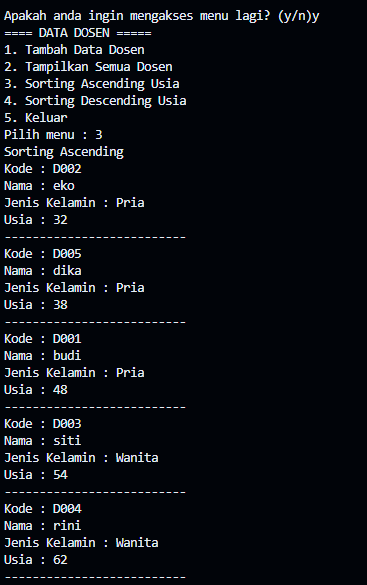 Apakah anda ingin mengakses menu lagi? (y/n)y
==== DATA DOSEN =====
1. Tambah Data Dosen
2. Tampilkan Semua Dosen
3. Sorting Ascending Usia
4. Sorting Descending Usia
5. Keluar
Pilih menu : 3
Sorting Ascending
Kode : D002
Nama : eko
Jenis Kelamin : Pria
Usia : 32
--------------------------
Kode : D005
Nama : dika
Jenis Kelamin : Pria
Usia : 38
--------------------------
Kode : D001
Nama : budi
Jenis Kelamin : Pria
Usia : 48
--------------------------
Kode : D003
Nama : siti
Jenis Kelamin : Wanita
Usia : 54
--------------------------
Kode : D004
Nama : rini
Jenis Kelamin : Wanita
Usia : 62
--------------------------